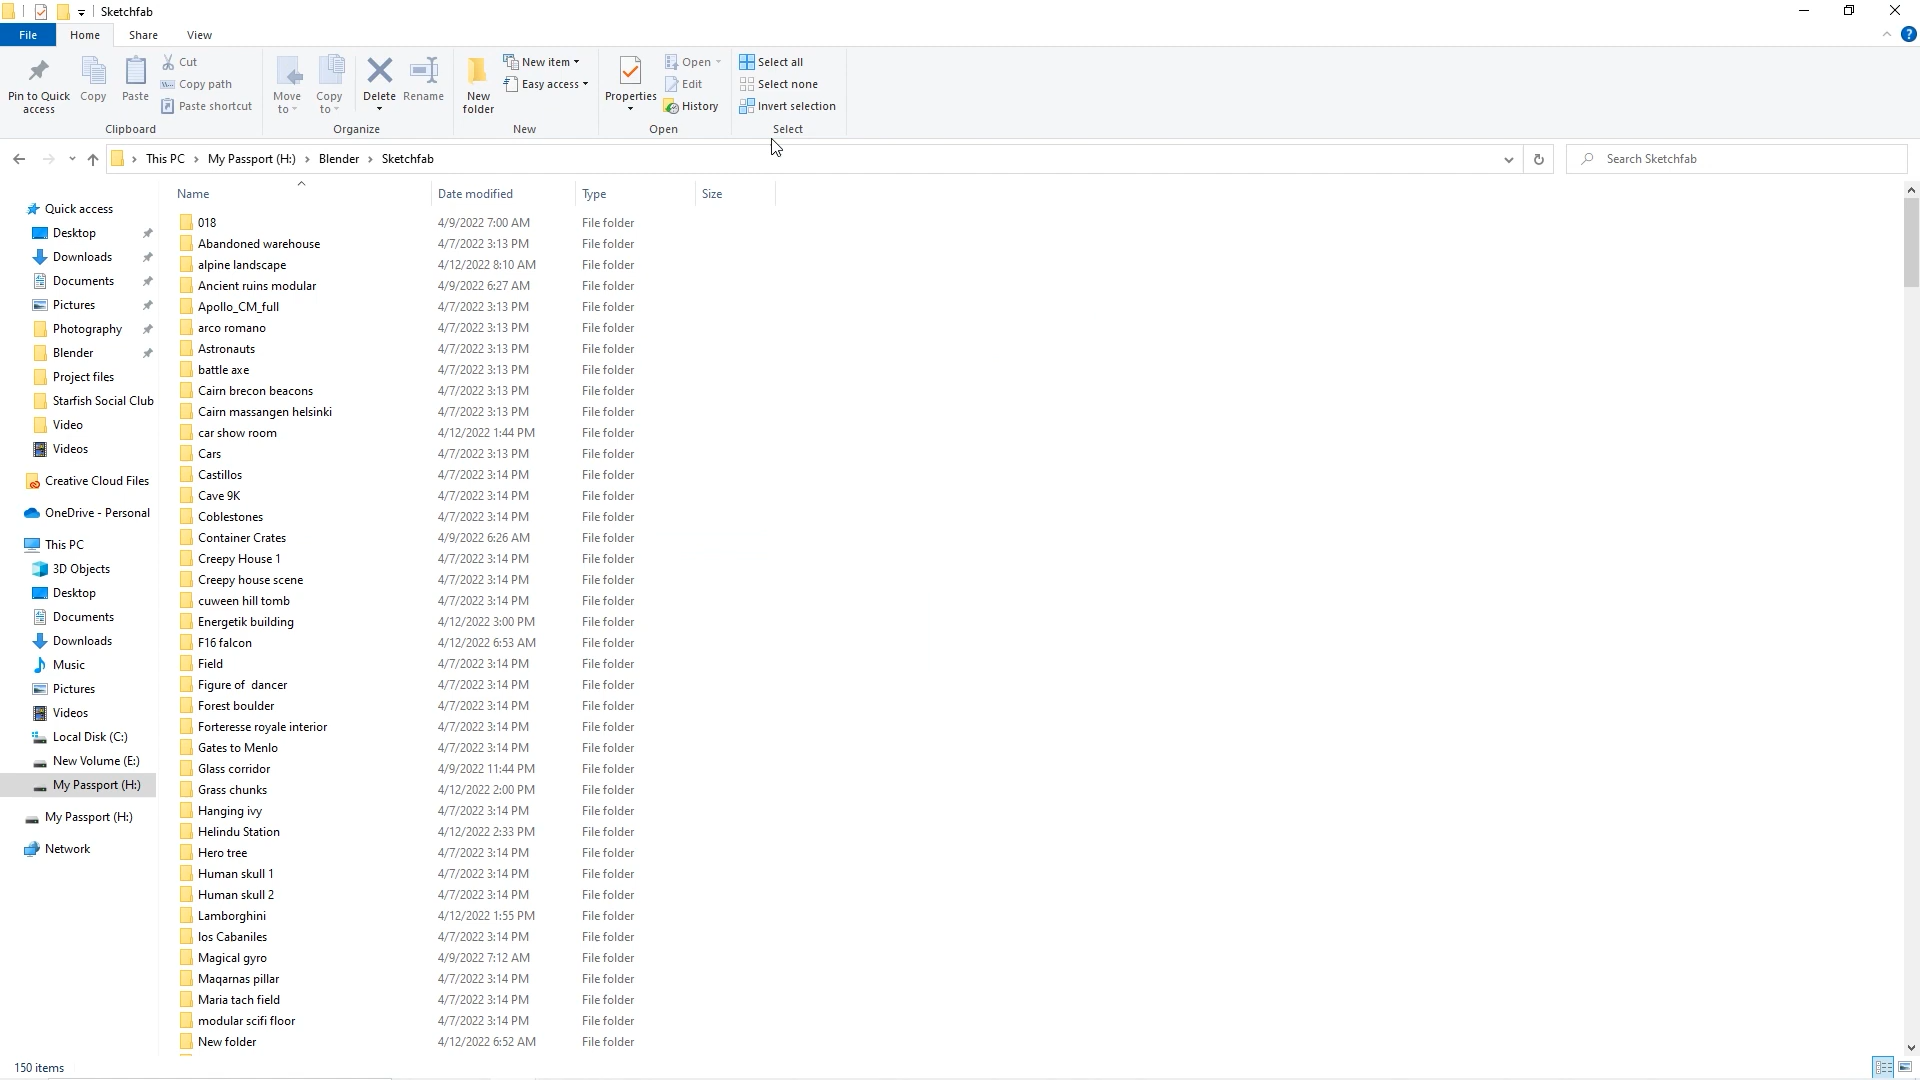 Sketchfab
File Home Share View
Pin to Quick access
Copy
Paste
Cut
Copy path
Paste shortcut
Clipboard
Move to
Copy to
Delete
Rename
Organize
New folder
New item
Easy access
New
Properties
Open
Edit
History
Open
Select all
Select none
Invert selection
Select
This PC My Passport (H:) Blender Sketchfab
Search Sketchfab
Quick access
Desktop
Downloads
Documents
Pictures
Photography
Blender
Project files
Starfish Social Club
Video
Videos
Creative Cloud Files
OneDrive - Personal
This PC
3D Objects
Desktop
Documents
Downloads
Music
Pictures
Videos
Local Disk (C:)
New Volume (E:)
My Passport (H:)
My Passport (H:)
Network
Name Date modified Type Size
018 4/9/2022 7:00 AM File folder
Abandoned warehouse 4/7/2022 3:13 PM File folder
alpine landscape 4/12/2022 8:10 AM File folder
Ancient ruins modular 4/9/2022 6:27 AM File folder
Apollo_CM_full 4/7/2022 3:13 PM File folder
arco romano 4/7/2022 3:13 PM File folder
Astronauts 4/7/2022 3:13 PM File folder
battle axe 4/7/2022 3:13 PM File folder
Cairn brecon beacons 4/7/2022 3:13 PM File folder
Cairn massangen helsinki 4/7/2022 3:13 PM File folder
car show room 4/12/2022 1:44 PM File folder
Cars 4/7/2022 3:13 PM File folder
Castillos 4/7/2022 3:14 PM File folder
Cave 9K 4/7/2022 3:14 PM File folder
Coblestones 4/7/2022 3:14 PM File folder
Container Crates 4/9/2022 6:26 AM File folder
Creepy House 1 4/7/2022 3:14 PM File folder
Creepy house scene 4/7/2022 3:14 PM File folder
cuween hill tomb 4/7/2022 3:14 PM File folder
Energetik building 4/12/2022 3:00 PM File folder
F16 falcon 4/12/2022 6:53 AM File folder
Field 4/7/2022 3:14 PM File folder
Figure of dancer 4/7/2022 3:14 PM File folder
Forest boulder 4/7/2022 3:14 PM File folder
Forteresse royale interior 4/7/2022 3:14 PM File folder
Gates to Menlo 4/7/2022 3:14 PM File folder
Glass corridor 4/9/2022 11:44 PM File folder
Grass chunks 4/12/2022 2:00 PM File folder
Hanging ivy 4/7/2022 3:14 PM File folder
Helindu Station 4/12/2022 2:33 PM File folder
Hero tree 4/7/2022 3:14 PM File folder
Human skull 1 4/7/2022 3:14 PM File folder
Human skull 2 4/7/2022 3:14 PM File folder
Lamborghini 4/12/2022 1:55 PM File folder
los Cabaniles 4/7/2022 3:14 PM File folder
Magical gyro 4/9/2022 7:12 AM File folder
Maqarnas pillar 4/7/2022 3:14 PM File folder
Maria tach field 4/7/2022 3:14 PM File folder
modular scifi floor 4/7/2022 3:14 PM File folder
New folder 4/12/2022 6:52 AM File folder
150 items